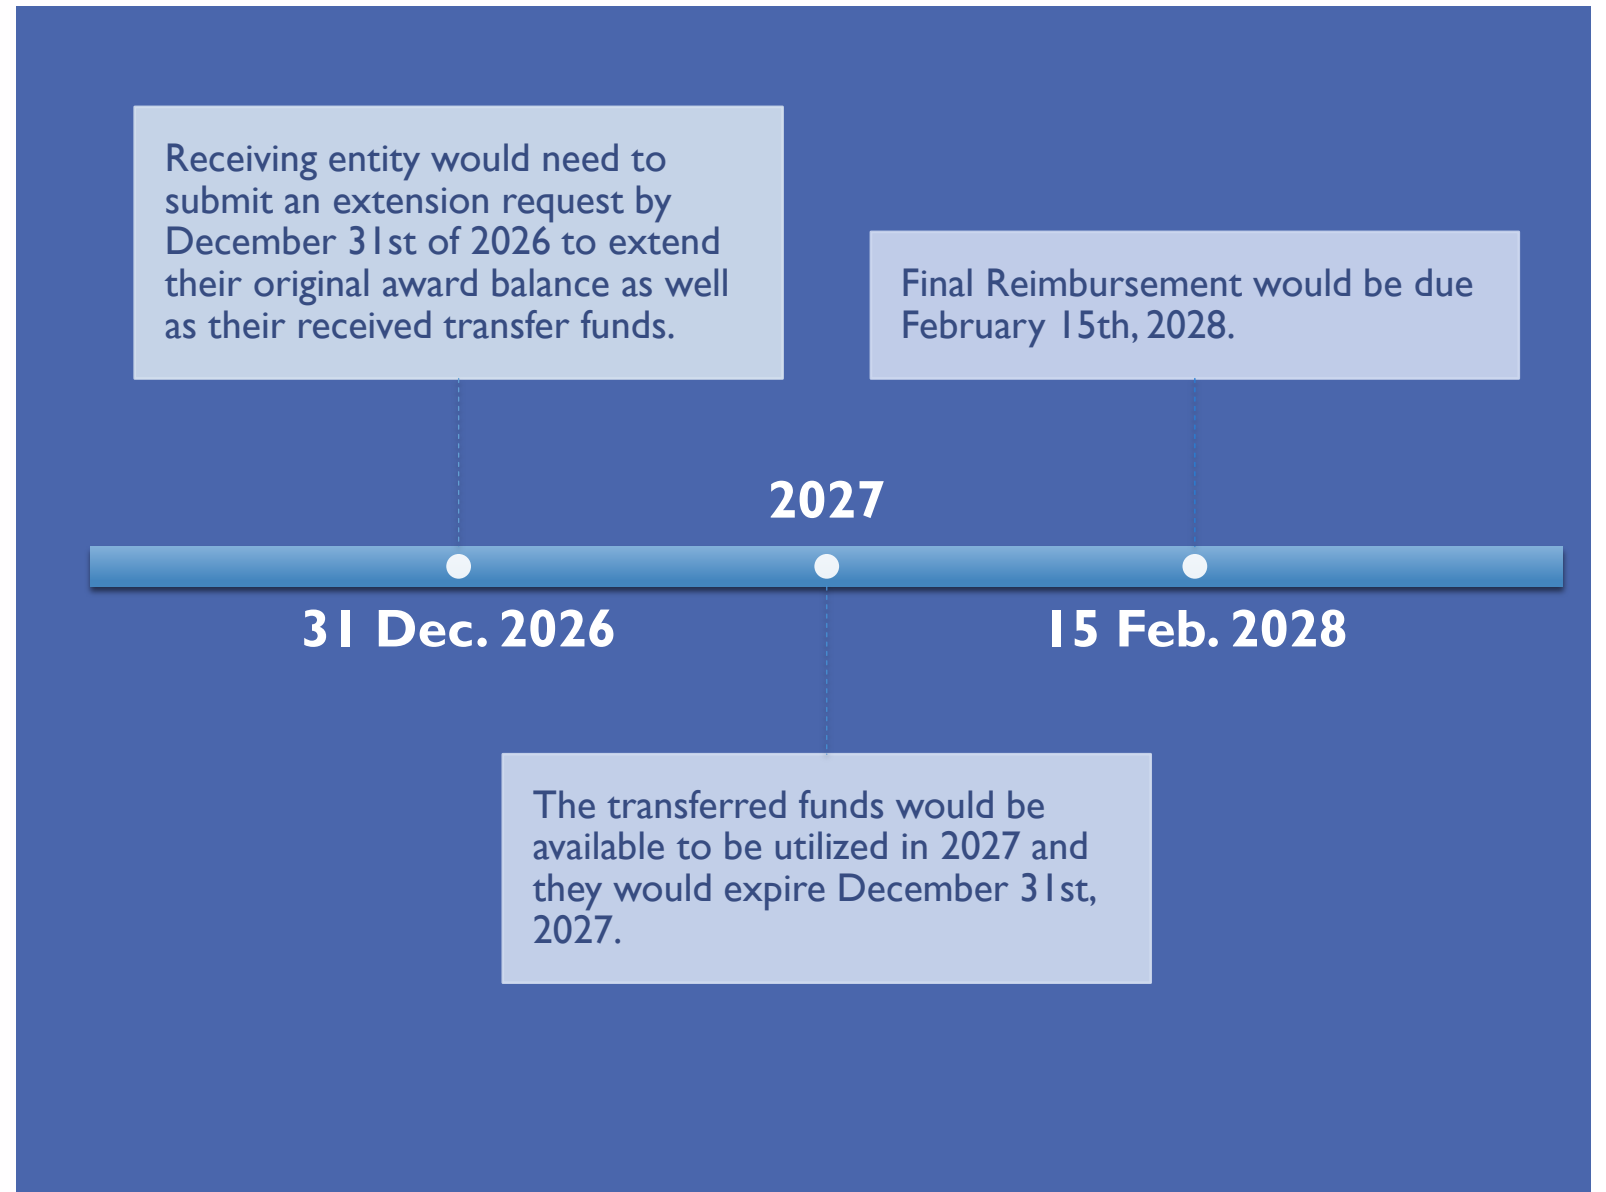 Receiving entity would need to
submit an extension request by
December 31st of 2026 to extend
their original award balance as well
as their received transfer funds.
Final Reimbursement would be due
February 15th, 2028.
2027
31 Dec. 2026
15 Feb. 2028
The transferred funds would be
available to be utilized in 2027 and
they would expire December 31st,
2027.